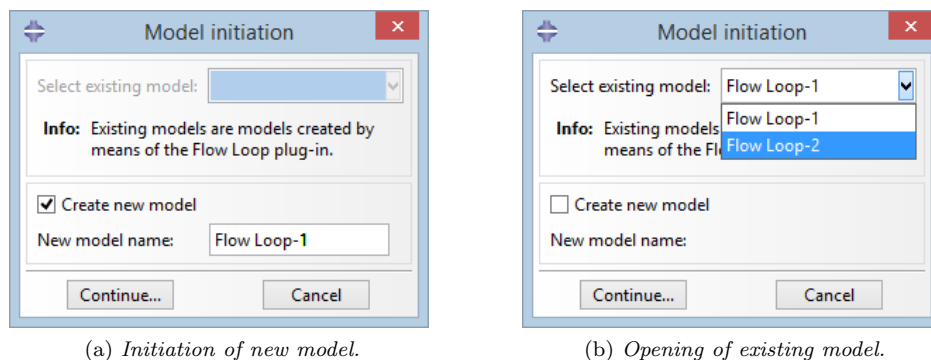 Model initiation
Select existing model:
Info: Existing models are models created by
means of the Flow Loop plug-in.
Create new model
New model name: Flow Loop-1
Continue... Cancel
(a) Initiation of new model.
Model initiation
Select existing model: Flow Loop-1
Flow Loop-1
Flow Loop-2
Info: Existing models
means of the Fl
Create new model
New model name:
Continue... Cancel
(b) Opening of existing model.